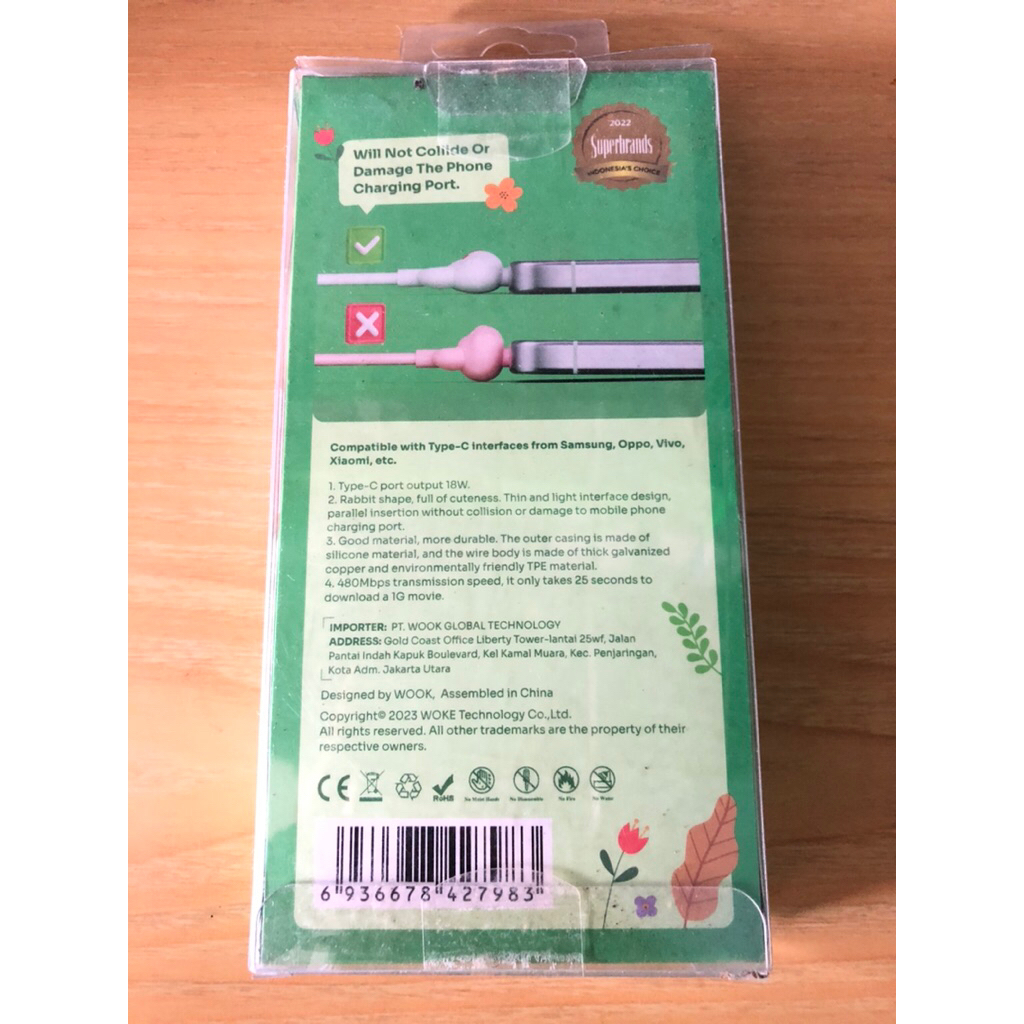 2022
Superbrands
INDONESIA'S CHOICE
Will Not Collide Or
Damage The Phone
Charging Port.
Compatible with Type-C interfaces from Samsung, Oppo, Vivo,
Xiaomi, etc.
1. Type-C port output 18W.
2. Rabbit shape, full of cuteness. Thin and light interface design,
parallel insertion without collision or damage to mobile phone
charging port.
3. Good material, more durable. The outer casing is made of
silicone material, and the wire body is made of thick galvanized
copper and environmentally friendly TPE material.
4. 480Mbps transmission speed, it only takes 25 seconds to
download a 1G movie.
IMPORTER: PT. WOOK GLOBAL TECHNOLOGY
ADDRESS: Gold Coast Office Liberty Tower-lantai 25wf, Jalan
Pantai Indah Kapuk Boulevard, Kel Kamal Muara, Kec. Penjaringan,
Kota Adm. Jakarta Utara
Designed by WOOK, Assembled in China
Copyright© 2023 WOKE Technology Co.,Ltd.
All rights reserved. All other trademarks are the property of their
respective owners.
CE RoHS No Water Hands No Disassemble No Fire No Water
6 936678 427983